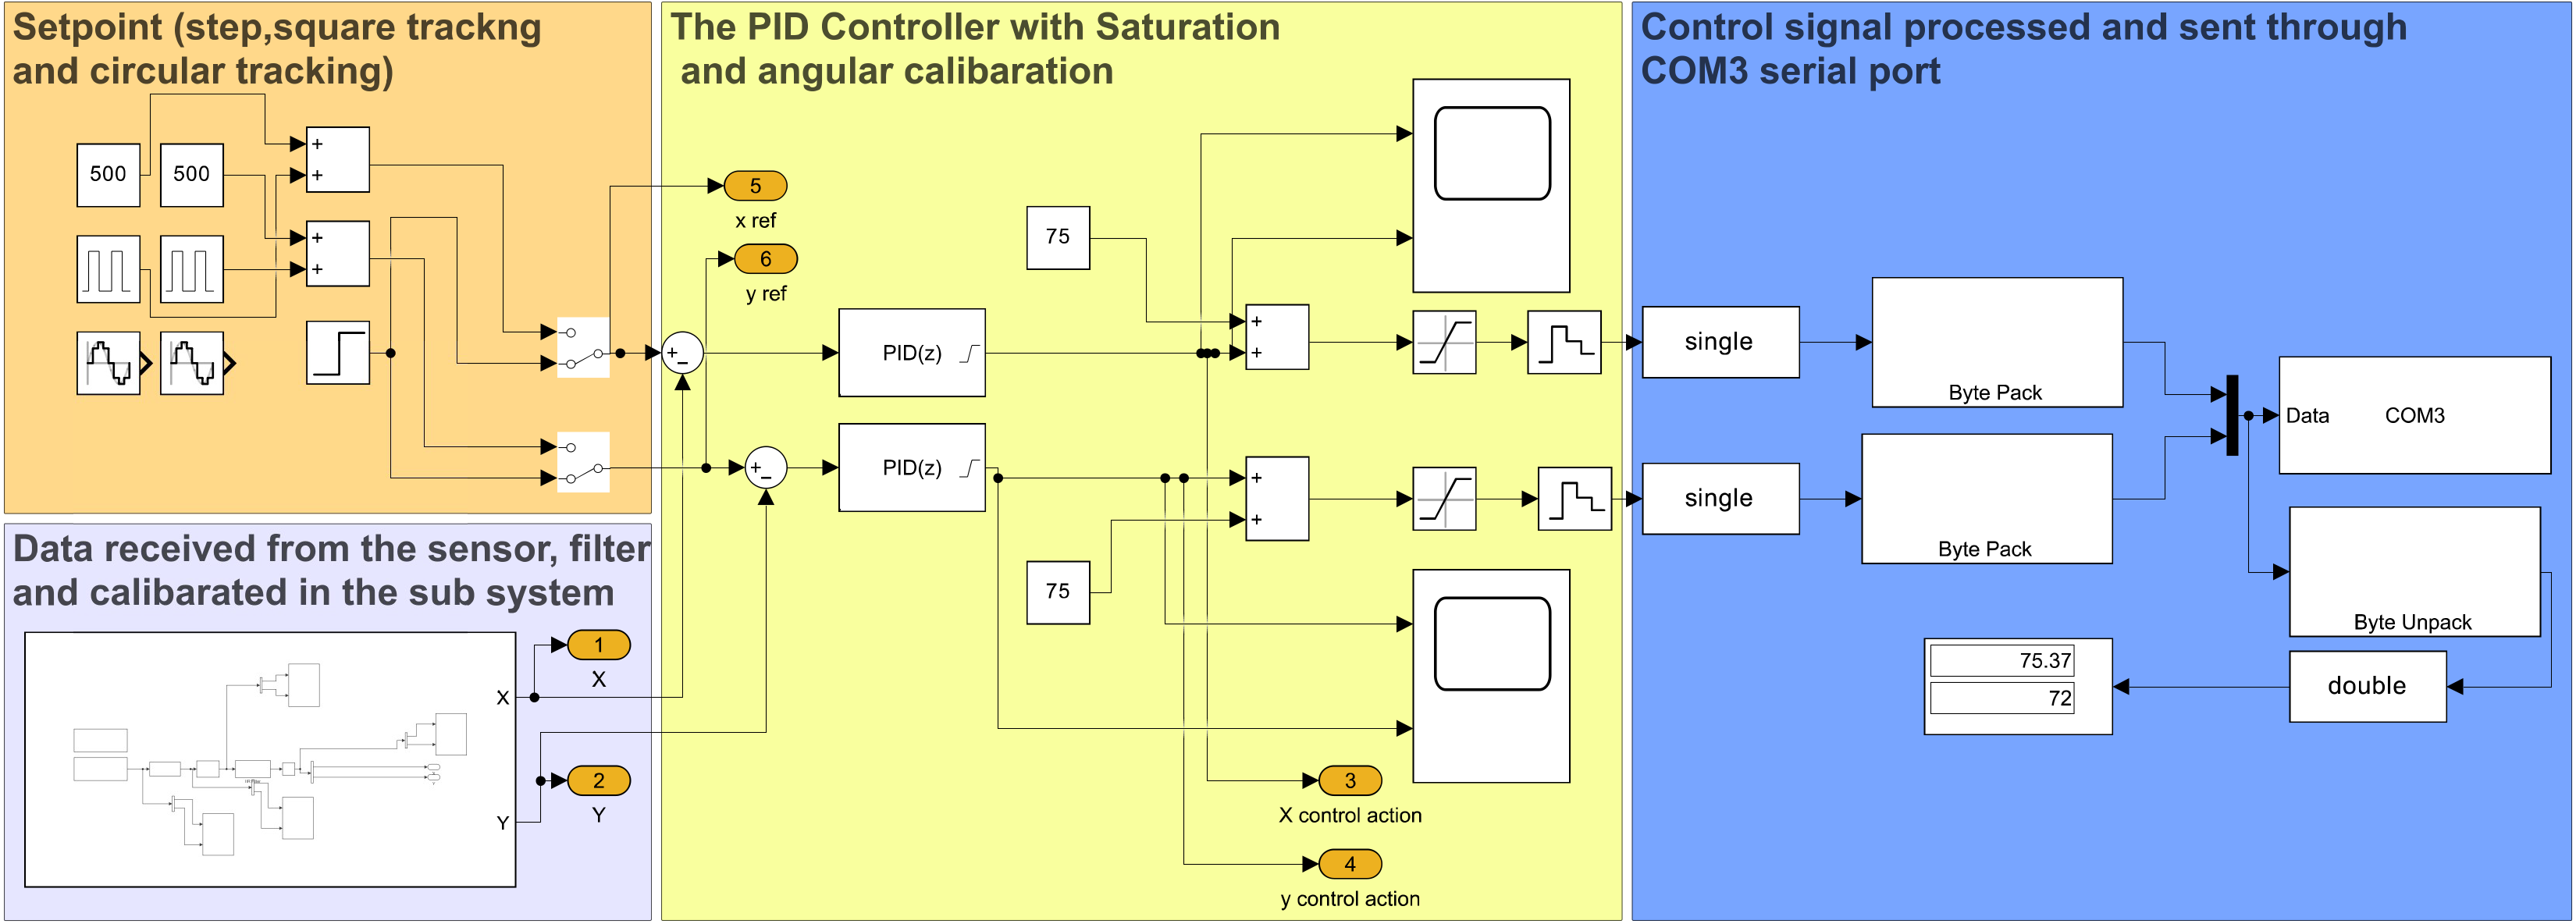 Setpoint (step,square trackng
and circular tracking)
500
500
+
+
+
+
Data received from the sensor, filter
and calibarated in the sub system
X
Y
1
X
2
Y
The PID Controller with Saturation
and angular calibaration
5
x ref
6
y ref
+
−
+
−
PID(z)
PID(z)
75
75
+
+
+
+
3
X control action
4
y control action
Control signal processed and sent through
COM3 serial port
single
Byte Pack
single
Byte Pack
Data COM3
Byte Unpack
double
75.37
72